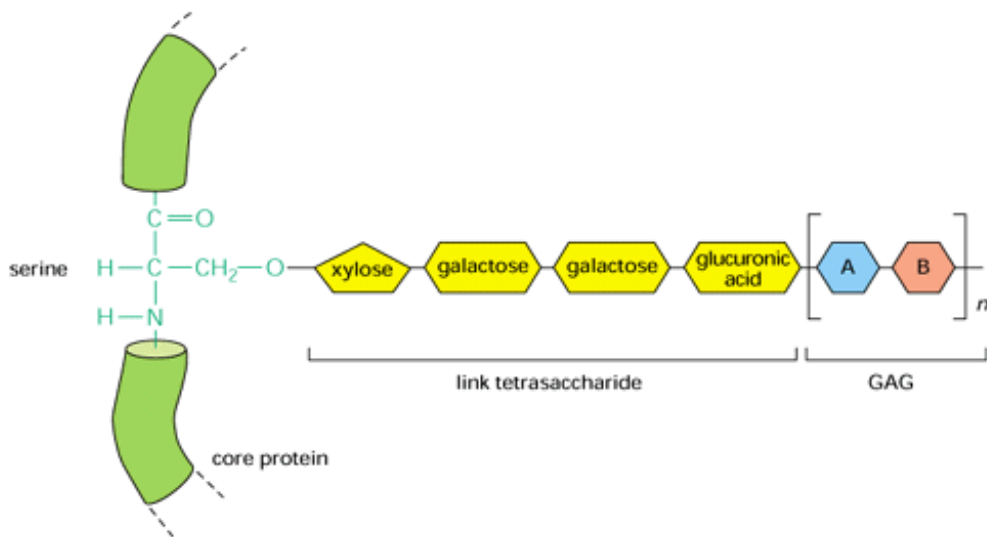 C=O
serine
H–C–CH₂–O
xylose
galactose
galactose
glucuronic
acid
A
B
n
H–N
link tetrasaccharide
GAG
core protein